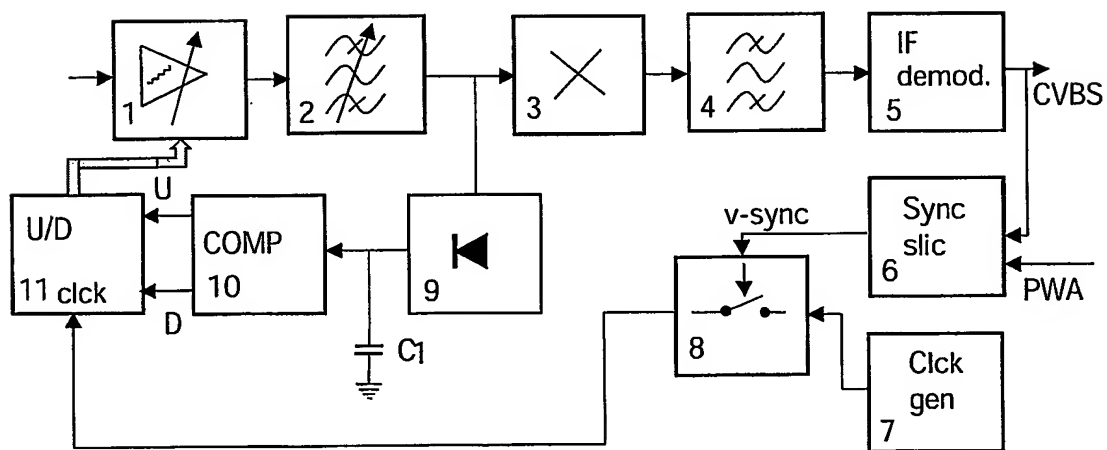 1
2
3
4
IF
demod.
5
CVBS
U
U/D
11 clck
COMP
10
D
9
C1
v-sync
8
Sync
slic
6
PWA
Clck
gen
7